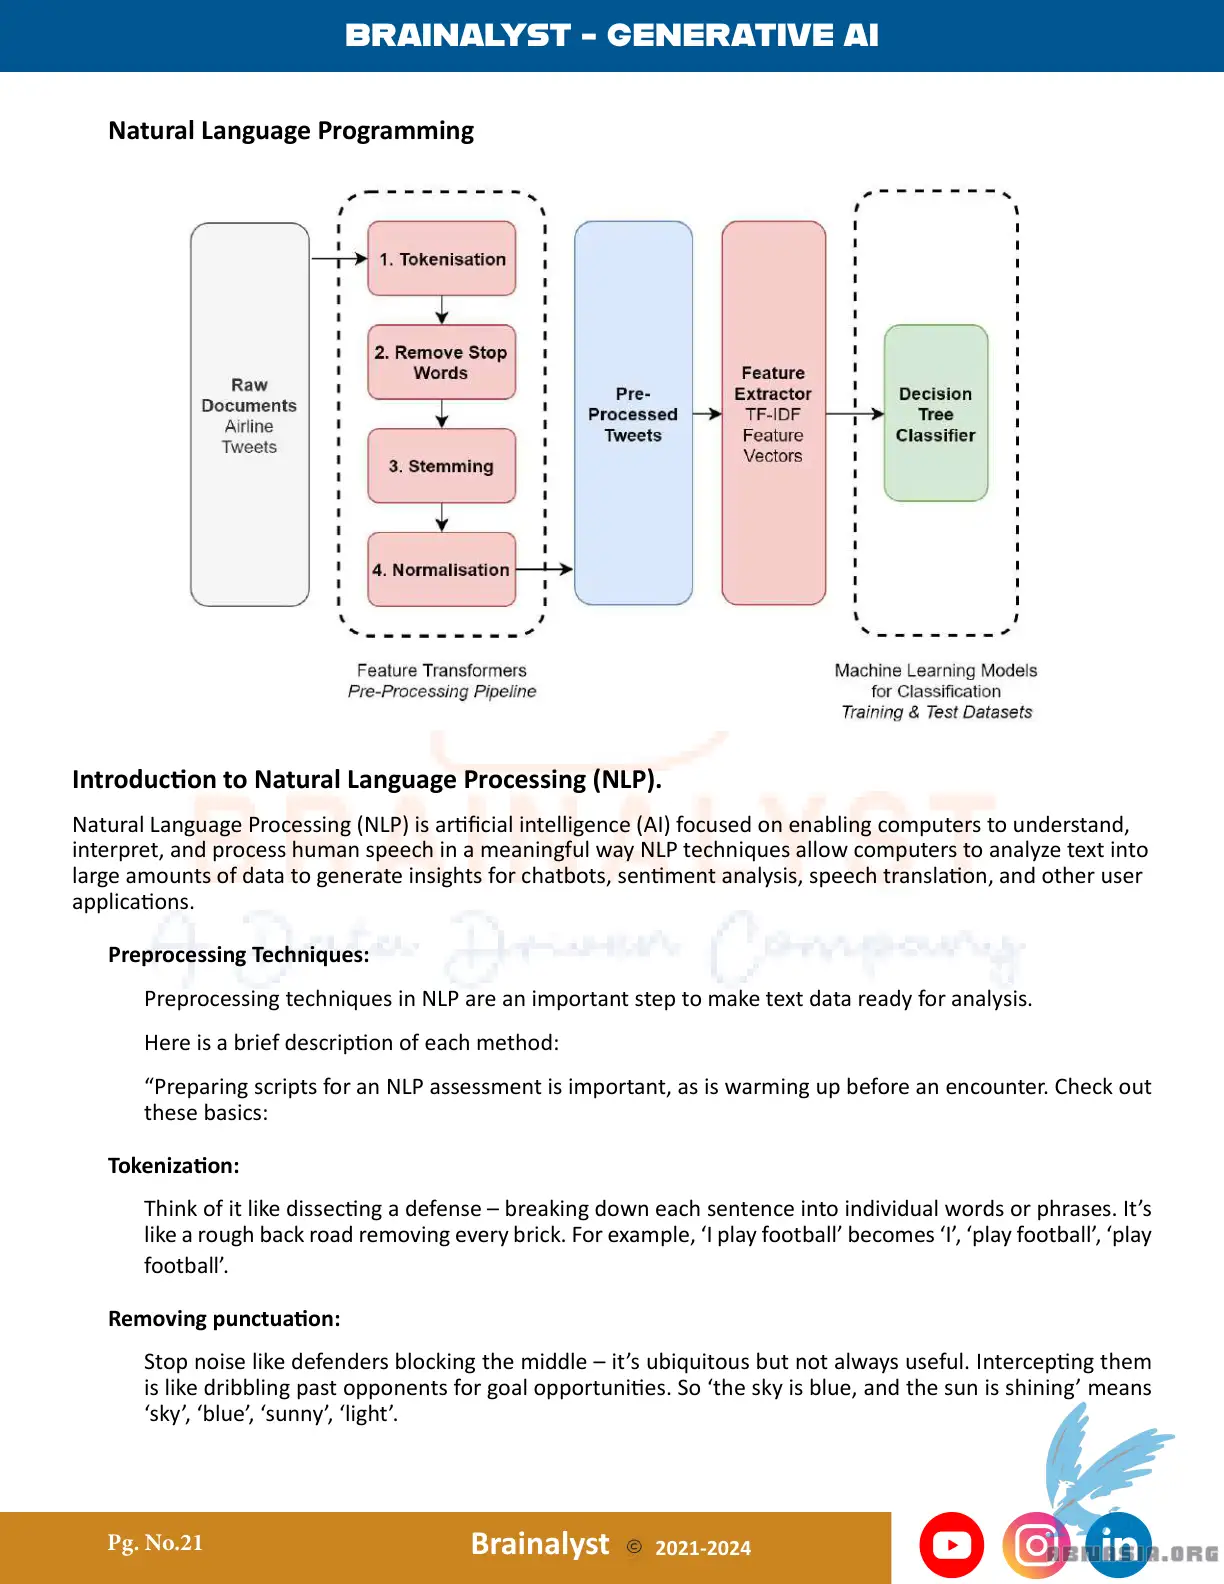 BRAINALYST - GENERATIVE AI
Natural Language Programming
Raw
Documents
Airline
Tweets
1. Tokenisation
2. Remove Stop
Words
3. Stemming
4. Normalisation
Pre-
Processed
Tweets
Feature
Extractor
TF-IDF
Feature
Vectors
Decision
Tree
Classifier
Feature Transformers
Pre-Processing Pipeline
Machine Learning Models
for Classification
Training & Test Datasets
BRAINALYST
A Data Driven Company
Introduction to Natural Language Processing (NLP).
Natural Language Processing (NLP) is artificial intelligence (AI) focused on enabling computers to understand,
interpret, and process human speech in a meaningful way NLP techniques allow computers to analyze text into
large amounts of data to generate insights for chatbots, sentiment analysis, speech translation, and other user
applications.
Preprocessing Techniques:
Preprocessing techniques in NLP are an important step to make text data ready for analysis.
Here is a brief description of each method:
“Preparing scripts for an NLP assessment is important, as is warming up before an encounter. Check out
these basics:
Tokenization:
Think of it like dissecting a defense – breaking down each sentence into individual words or phrases. It’s
like a rough back road removing every brick. For example, ‘I play football’ becomes ‘I’, ‘play football’, ‘play
football’.
Removing punctuation:
Stop noise like defenders blocking the middle – it’s ubiquitous but not always useful. Intercepting them
is like dribbling past opponents for goal opportunities. So ‘the sky is blue, and the sun is shining’ means
‘sky’, ‘blue’, ‘sunny’, ‘light’.
Pg. No.21
Brainalyst © 2021-2024
in
ABIWASIA.ORG